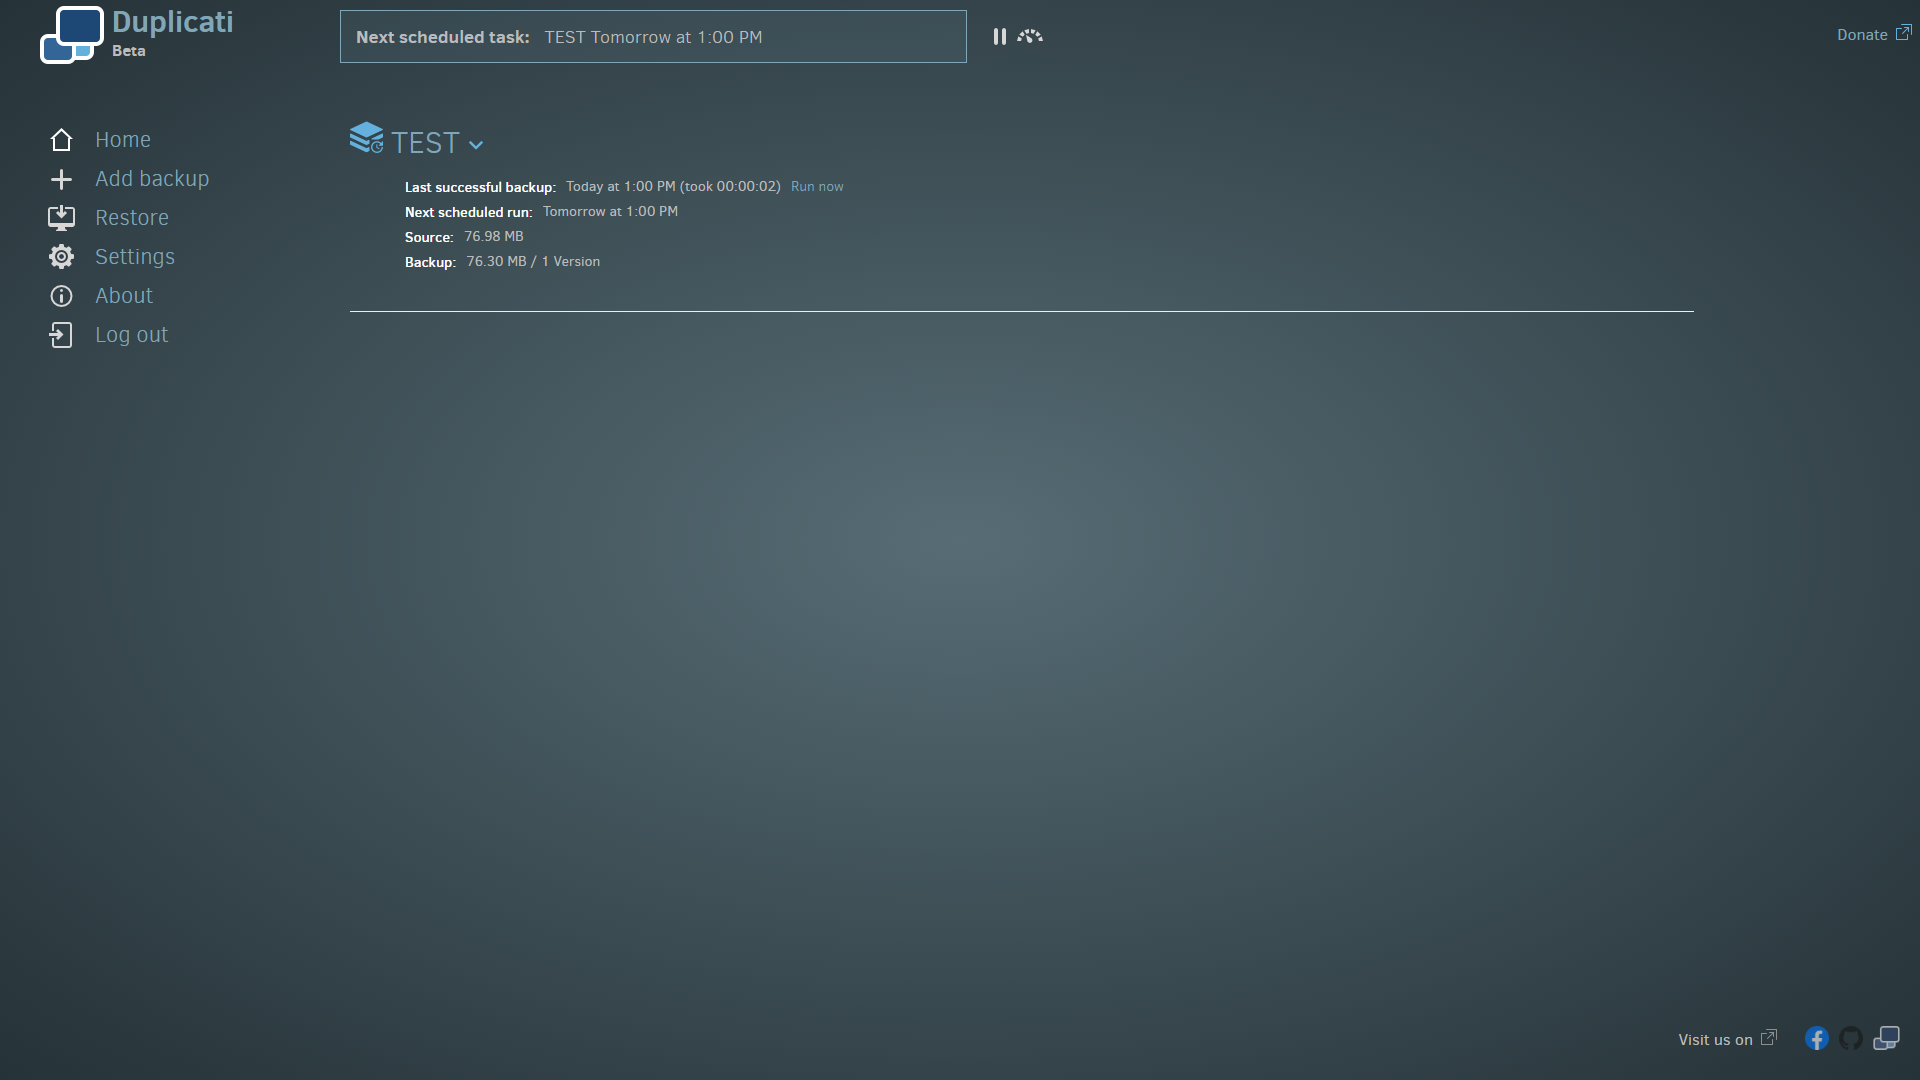 Duplicati
Beta
Next scheduled task: TEST Tomorrow at 1:00 PM
Donate
Home
Add backup
Restore
Settings
About
Log out
TEST
Last successful backup: Today at 1:00 PM (took 00:00:02) Run now
Next scheduled run: Tomorrow at 1:00 PM
Source: 76.98 MB
Backup: 76.30 MB / 1 Version
Visit us on